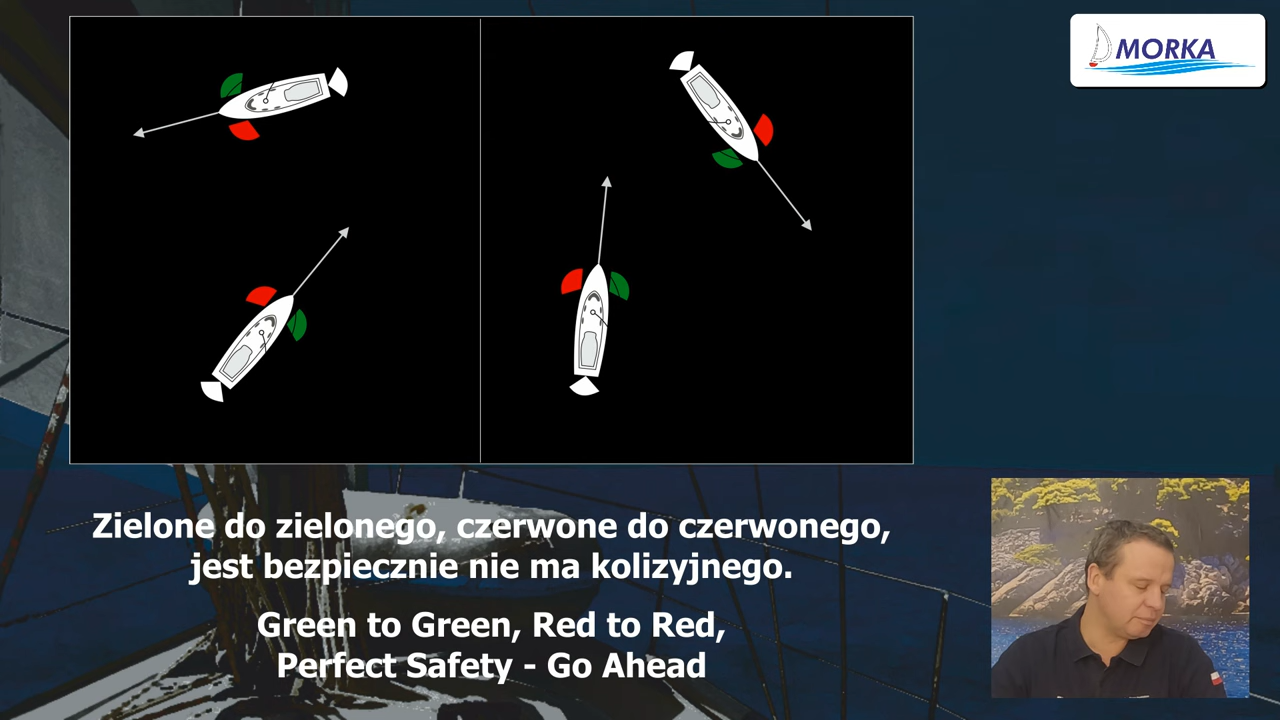 MORKA
Zielone do zielonego, czerwone do czerwonego,
jest bezpiecznie nie ma kolizyjnego.
Green to Green, Red to Red,
Perfect Safety - Go Ahead